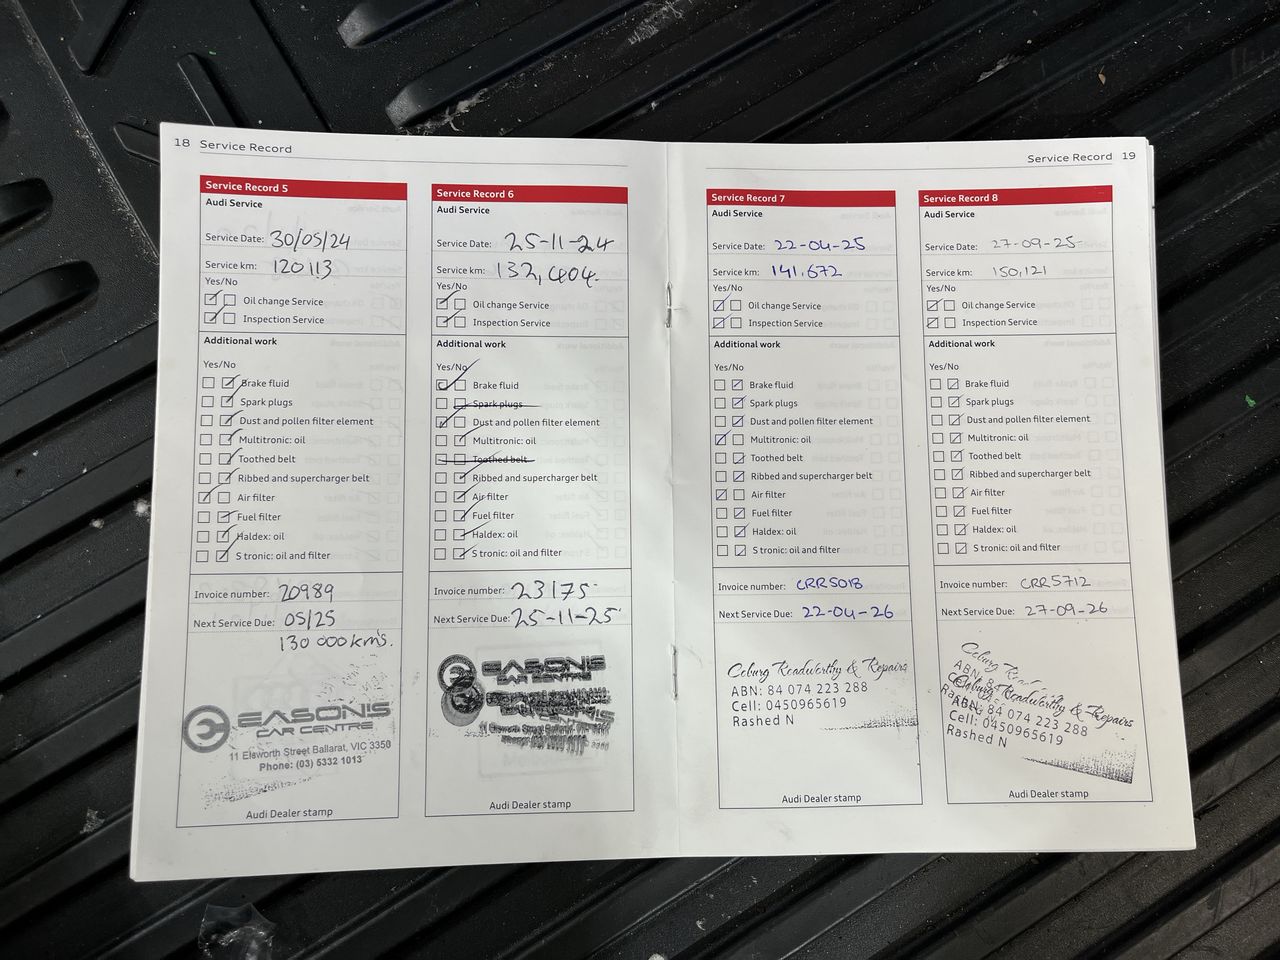 18 Service Record
Service Record 5
Audi Service
Service Date: 30/05/24
Service km: 120113
Yes/No
Oil change Service
Inspection Service
Additional work
Yes/No
Brake fluid
Spark plugs
Dust and pollen filter element
Multitronic: oil
Toothed belt
Ribbed and supercharger belt
Air filter
Fuel filter
Haldex: oil
S tronic: oil and filter
Invoice number: 20989
Next Service Due: 05/25
130 000 kms.
EASONS
CAR CENTRE
11 Elsworth Street Ballarat, VIC 3350
Phone: (03) 5332 1013
Audi Dealer stamp
Service Record 6
Audi Service
Service Date: 25-11-24
Service km: 132,404.
Yes/No
Oil change Service
Inspection Service
Additional work
Yes/No
Brake fluid
Spark plugs
Dust and pollen filter element
Multitronic: oil
Toothed belt
Ribbed and supercharger belt
Air filter
Fuel filter
Haldex: oil
S tronic: oil and filter
Invoice number: 23175
Next Service Due: 25-11-25
EASONS
CAR CENTRE
CENTRE
11 Elsworth Street Ballarat, VIC
Audi Dealer stamp
Service Record 19
Service Record 7
Audi Service
Service Date: 22-04-25
Service km: 141,672
Yes/No
Oil change Service
Inspection Service
Additional work
Yes/No
Brake fluid
Spark plugs
Dust and pollen filter element
Multitronic: oil
Toothed belt
Ribbed and supercharger belt
Air filter
Fuel filter
Haldex: oil
S tronic: oil and filter
Invoice number: CRR5018
Next Service Due: 22-04-26
Coburg Roadworthy & Repairs
ABN: 84 074 223 288
Cell: 0450965619
Rashed N
Audi Dealer stamp
Service Record 8
Audi Service
Service Date: 27-09-25
Service km: 150,121
Yes/No
Oil change Service
Inspection Service
Additional work
Yes/No
Brake fluid
Spark plugs
Dust and pollen filter element
Multitronic: oil
Toothed belt
Ribbed and supercharger belt
Air filter
Fuel filter
Haldex: oil
S tronic: oil and filter
Invoice number: CRR5712
Next Service Due: 27-09-26
Coburg
ABN: 84
Coburg Roadworthy & Repairs
ABN: 84 074 223 288
Cell: 0450965619
Rashed N
Audi Dealer stamp